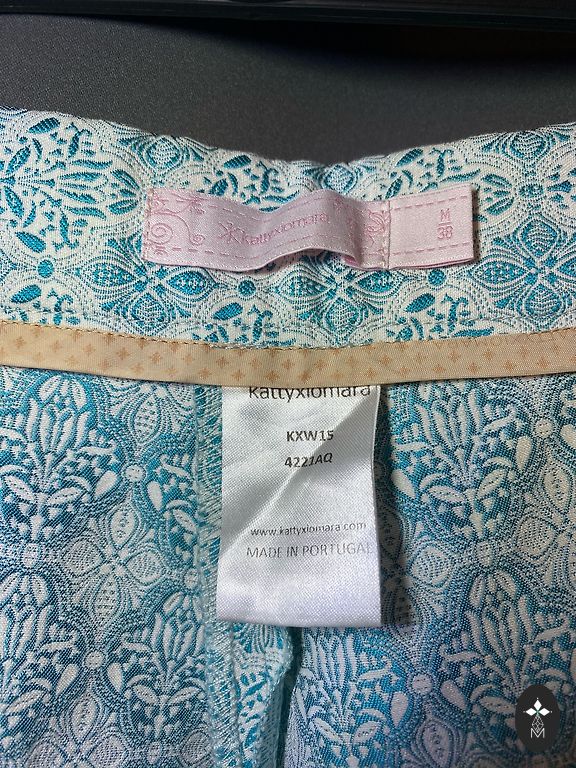 kattyxiomara
M
38
kattyxiomara
KXW15
4221AQ
www.kattyxiomara.com
MADE IN PORTUGAL
M